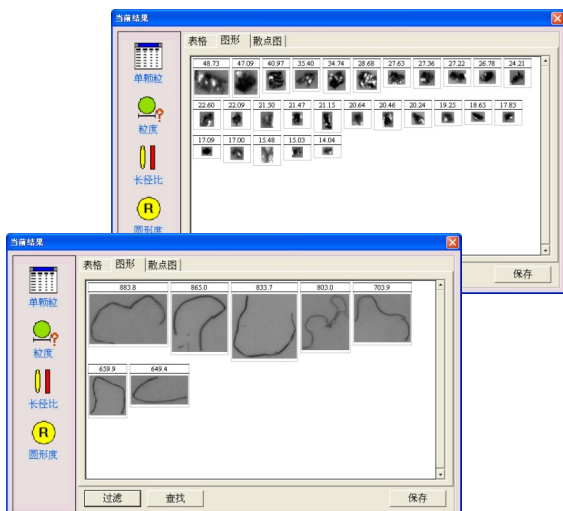 当前结果
表格 图形 散点图
单颗粒
粒度
长径比
R
圆形度
48.73 47.09 40.97 35.40 34.74 28.68 27.63 27.36 27.22 26.78 24.21
22.60 22.09 21.50 21.47 21.15 20.64 20.46 20.24 19.25 18.65 17.83
17.09 17.00 15.48 15.03 14.04
保存
当前结果
表格 图形 散点图
单颗粒
粒度
长径比
R
圆形度
883.8 865.0 833.7 803.0 703.9
659.9 649.4
过滤 查找 保存